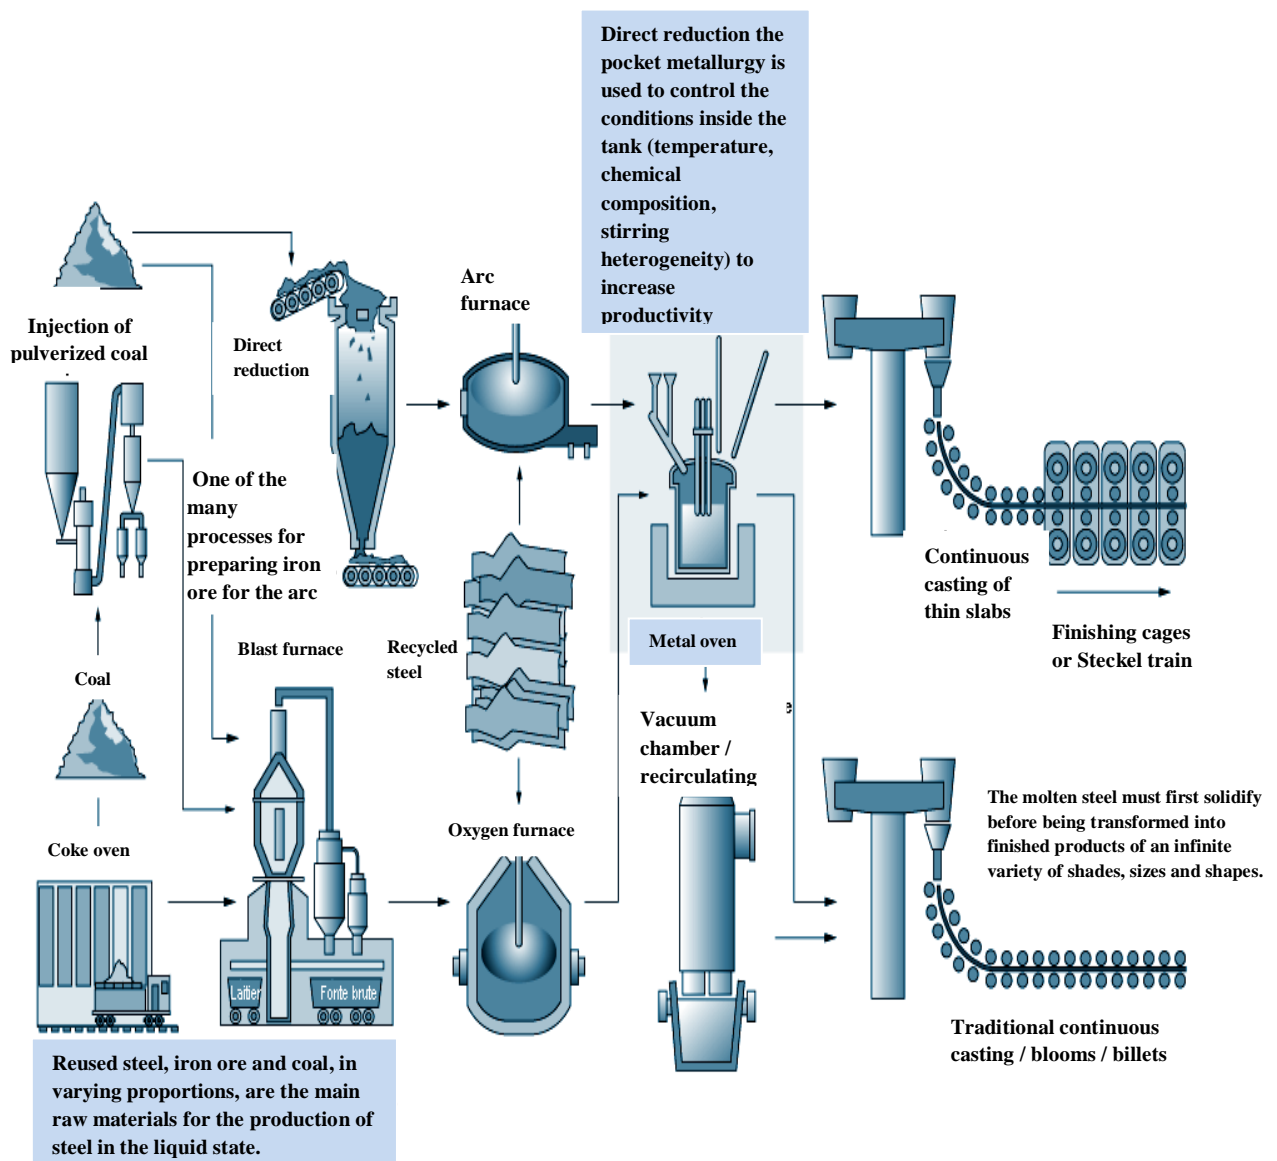 Direct reduction the
pocket metallurgy is
used to control the
conditions inside the
tank (temperature,
chemical
composition,
stirring
heterogeneity) to
increase
productivity
Arc
furnace
Injection of
pulverized coal
Direct
reduction
One of the
many
processes for
preparing iron
ore for the arc
Continuous
casting of
thin slabs
Finishing cages
or Steckel train
Blast furnace
Recycled
steel
Metal oven
Coal
e
Vacuum
chamber /
recirculating
The molten steel must first solidify
before being transformed into
finished products of an infinite
variety of shades, sizes and shapes.
Oxygen furnace
Coke oven
Laitier
Fonte brute
Traditional continuous
casting / blooms / billets
Reused steel, iron ore and coal, in
varying proportions, are the main
raw materials for the production of
steel in the liquid state.